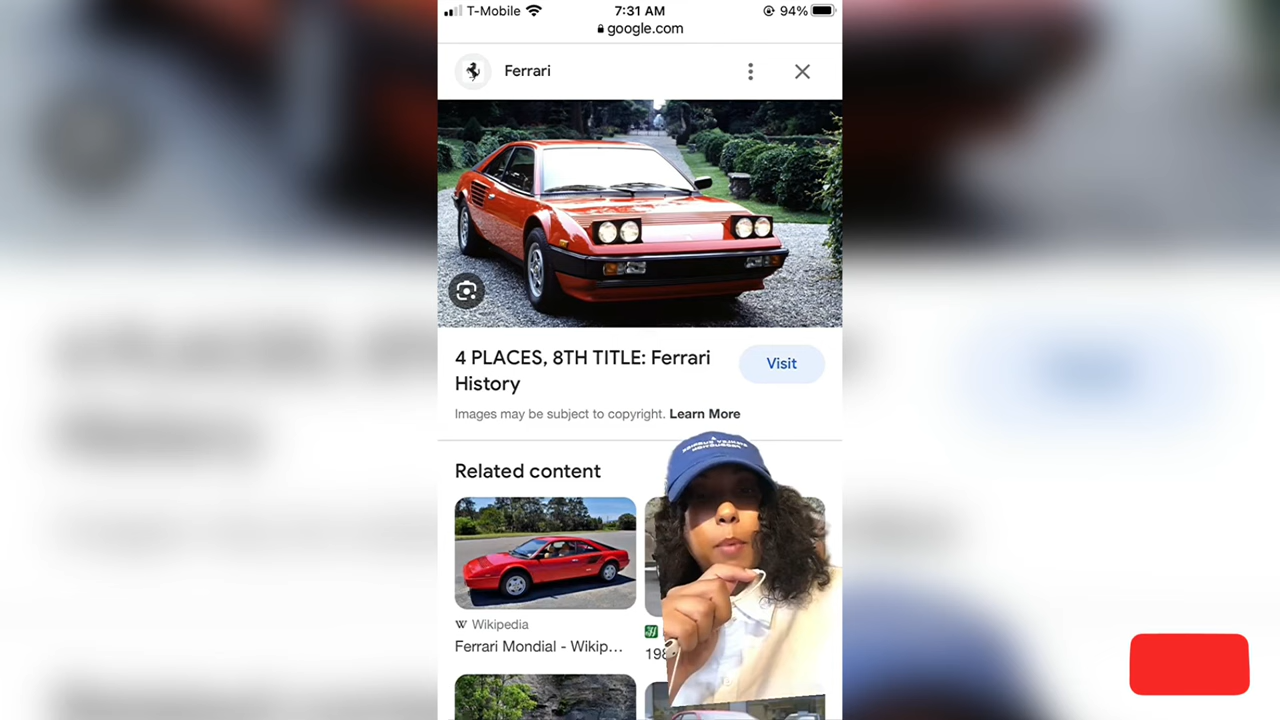 T-Mobile 7:31 AM 94%
google.com
Ferrari
4 PLACES, 8TH TITLE: Ferrari
History
Visit
Images may be subject to copyright. Learn More
Related content
W Wikipedia
Ferrari Mondial - Wikip...
198